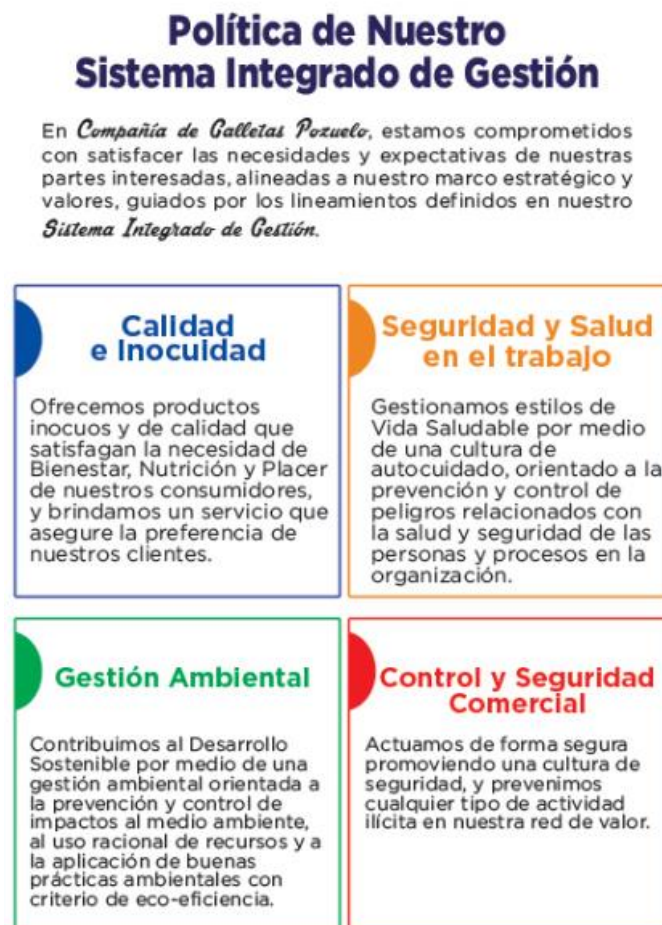 Política de Nuestro
Sistema Integrado de Gestión
En Compañía de Galletas Pozuelo, estamos comprometidos
con satisfacer las necesidades y expectativas de nuestras
partes interesadas, alineadas a nuestro marco estratégico y
valores, guiados por los lineamientos definidos en nuestro
Sistema Integrado de Gestión.
Calidad
e Inocuidad
Ofrecemos productos
inocuos y de calidad que
satisfagan la necesidad de
Bienestar, Nutrición y Placer
de nuestros consumidores,
y brindamos un servicio que
asegure la preferencia de
nuestros clientes.
Seguridad y Salud
en el trabajo
Gestionamos estilos de
Vida Saludable por medio
de una cultura de
autocuidado, orientado a la
prevención y control de
peligros relacionados con
la salud y seguridad de las
personas y procesos en la
organización.
Gestión Ambiental
Contribuimos al Desarrollo
Sostenible por medio de una
gestión ambiental orientada a
la prevención y control de
impactos al medio ambiente,
al uso racional de recursos y a
la aplicación de buenas
prácticas ambientales con
criterio de eco-eficiencia.
Control y Seguridad
Comercial
Actuamos de forma segura
promoviendo una cultura de
seguridad, y prevenimos
cualquier tipo de actividad
ilícita en nuestra red de valor.